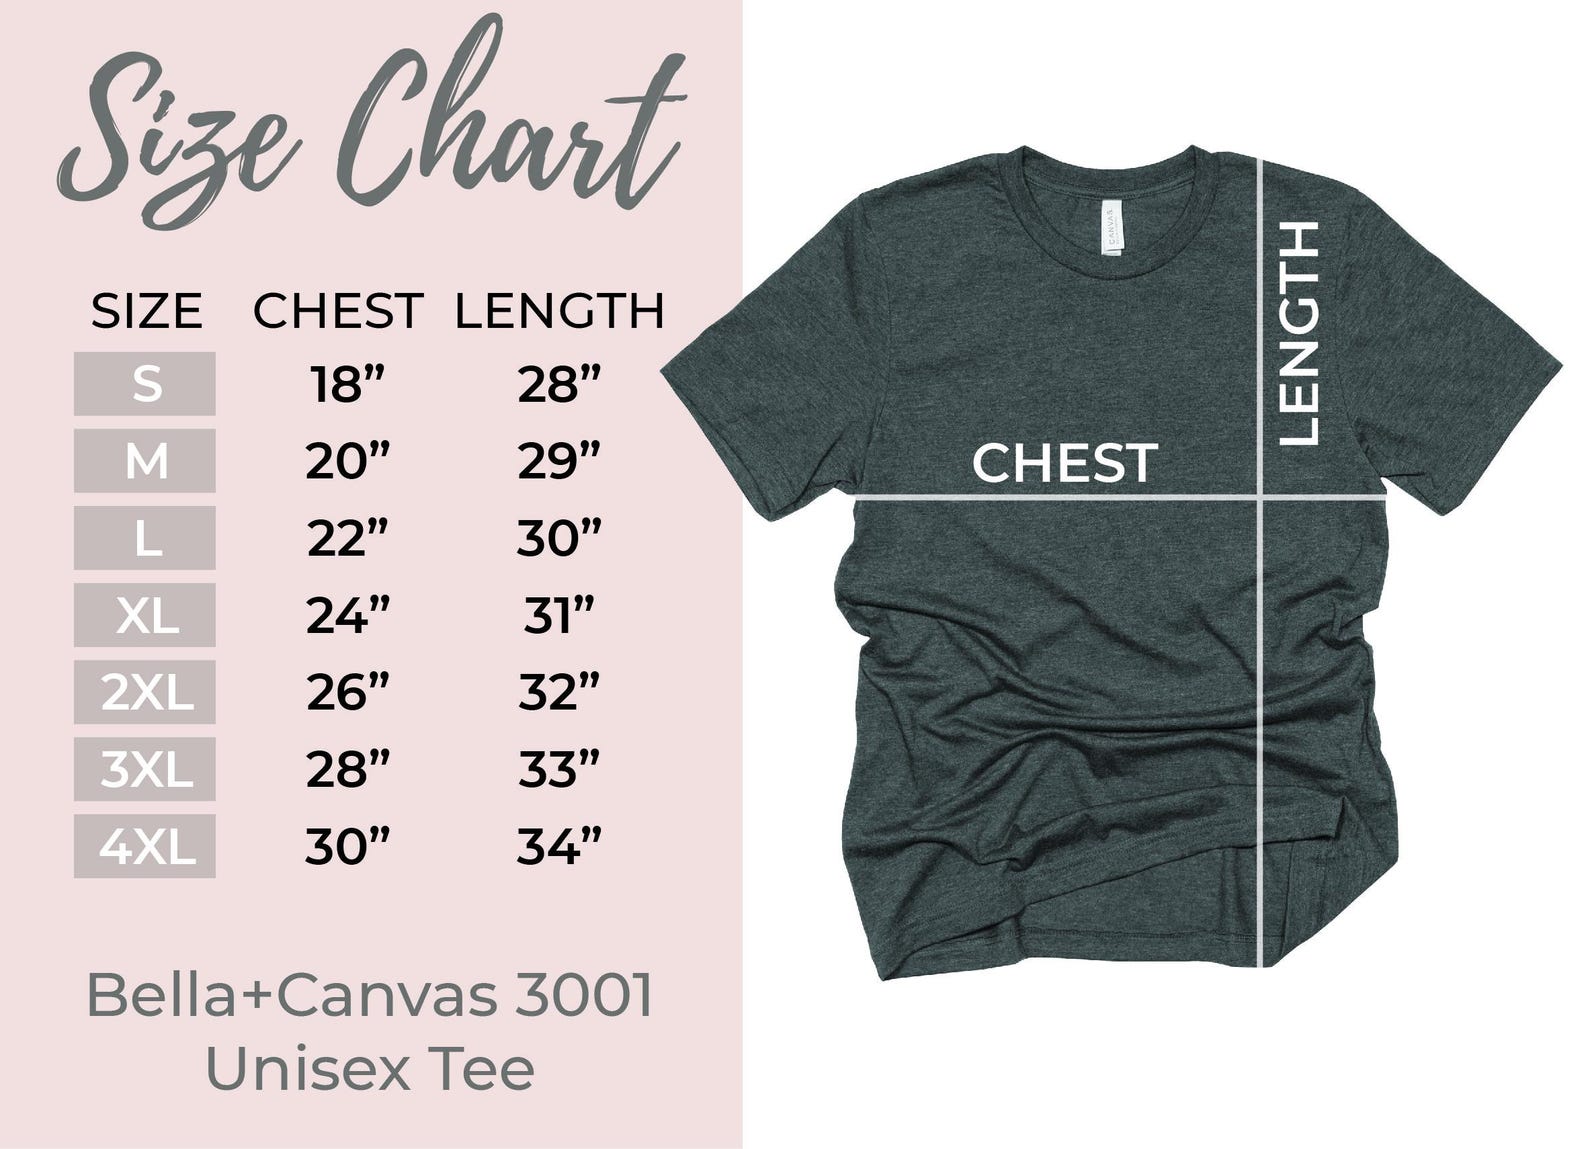 Size Chart
SIZE CHEST LENGTH
S 18” 28”
M 20” 29”
L 22” 30”
XL 24” 31”
2XL 26” 32”
3XL 28” 33”
4XL 30” 34”
Bella+Canvas 3001
Unisex Tee
CANVAS
CHEST
LENGTH